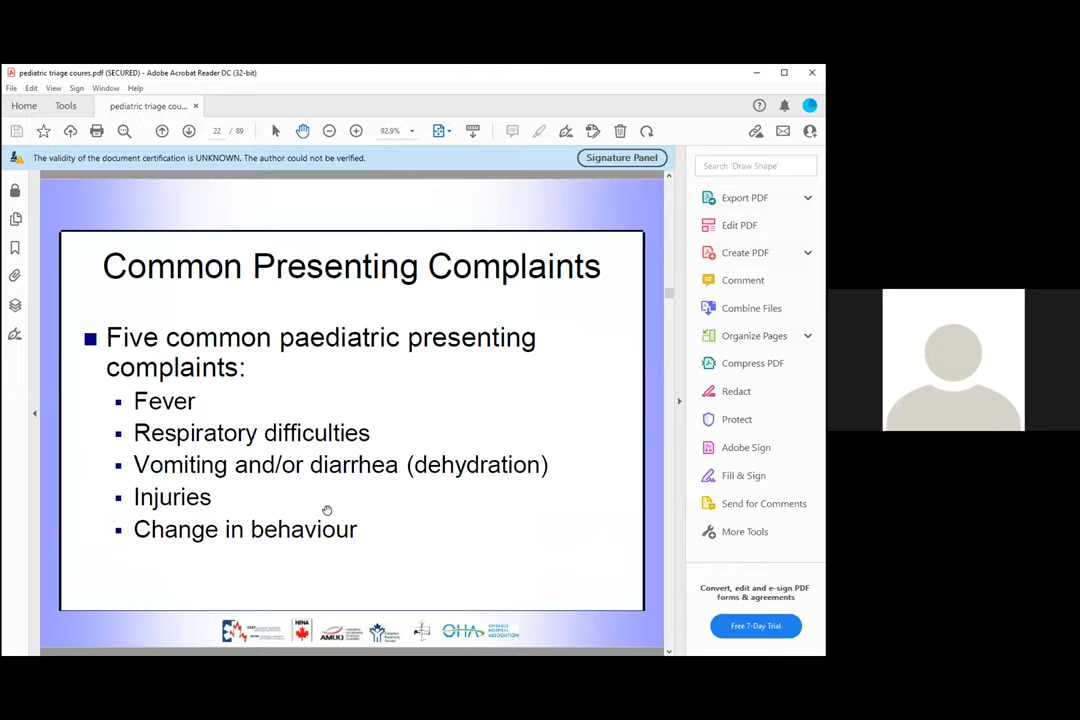 pediatric triage coures.pdf (SECURED) - Adobe Acrobat Reader DC (32-bit)
File Edit View Sign Window Help
Home Tools pediatric triage cou... ×
22 / 89 92.9%
The validity of the document certification is UNKNOWN. The author could not be verified.
Signature Panel
Common Presenting Complaints
Five common paediatric presenting
complaints:
Fever
Respiratory difficulties
Vomiting and/or diarrhea (dehydration)
Injuries
Change in behaviour
NENA
AMUQ
OHA ONTARIO
HOSPITAL
ASSOCIATION
Search 'Draw Shape'
Export PDF
Edit PDF
Create PDF
Comment
Combine Files
Organize Pages
Compress PDF
Redact
Protect
Adobe Sign
Fill & Sign
Send for Comments
More Tools
Convert, edit and e-sign PDF
forms & agreements
Free 7-Day Trial